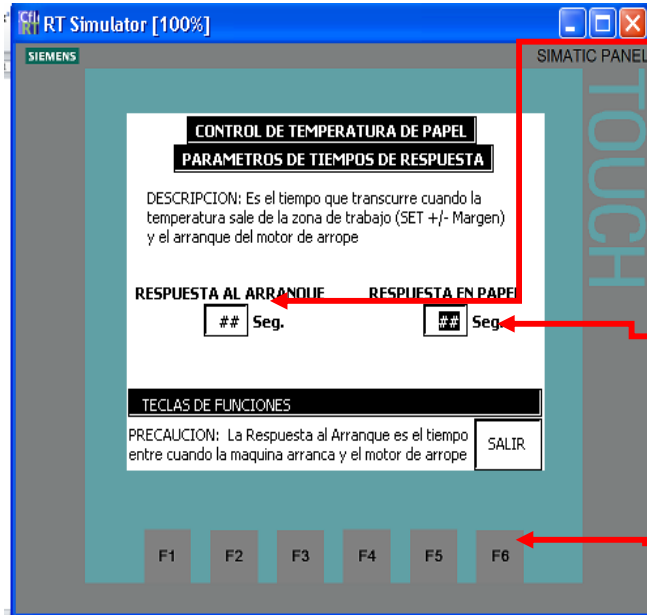 RT Simulator [100%]
SIEMENS
SIMATIC PANEL
TOUCH
CONTROL DE TEMPERATURA DE PAPEL
PARAMETROS DE TIEMPOS DE RESPUESTA
DESCRIPCION: Es el tiempo que transcurre cuando la
temperatura sale de la zona de trabajo (SET +/- Margen)
y el arranque del motor de arrope
RESPUESTA AL ARRANQUE RESPUESTA EN PAPEL
## Seg. ## Seg.
TECLAS DE FUNCIONES
PRECAUCION: La Respuesta al Arranque es el tiempo
entre cuando la maquina arranca y el motor de arrope
SALIR
F1 F2 F3 F4 F5 F6